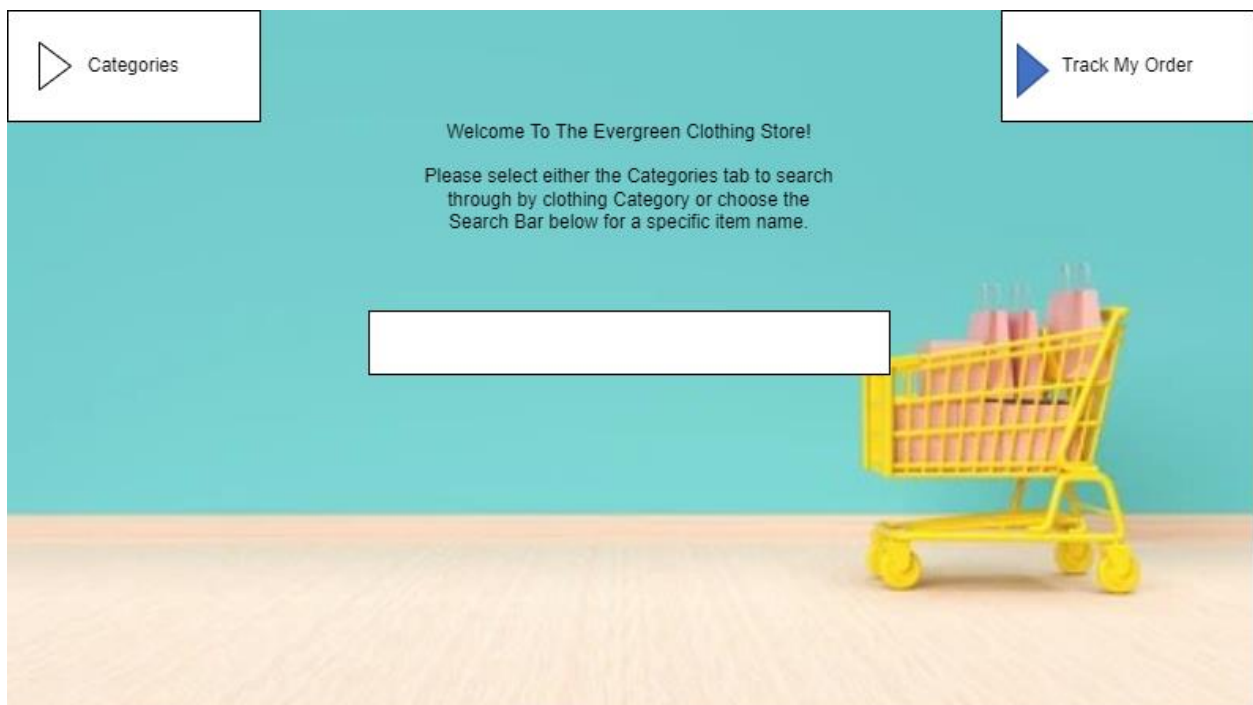 Categories
Track My Order
Welcome To The Evergreen Clothing Store!
Please select either the Categories tab to search
through by clothing Category or choose the
Search Bar below for a specific item name.